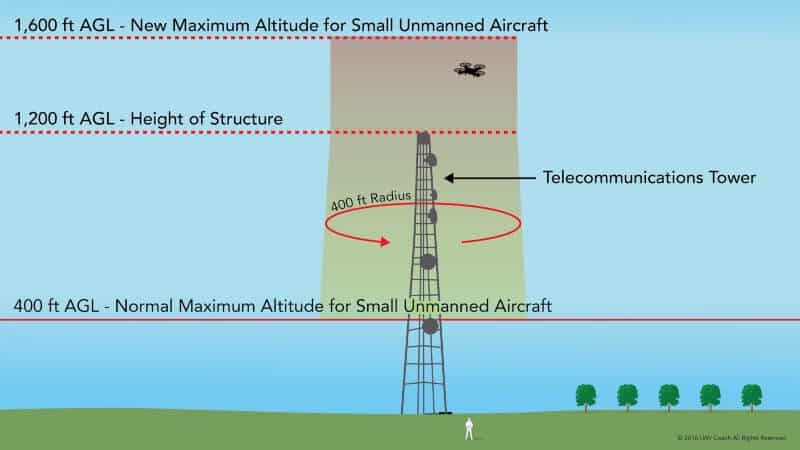 1,600 ft AGL - New Maximum Altitude for Small Unmanned Aircraft
1,200 ft AGL - Height of Structure
Telecommunications Tower
400 ft Radius
400 ft AGL - Normal Maximum Altitude for Small Unmanned Aircraft
© 2016 UAV Coach All Rights Reserved